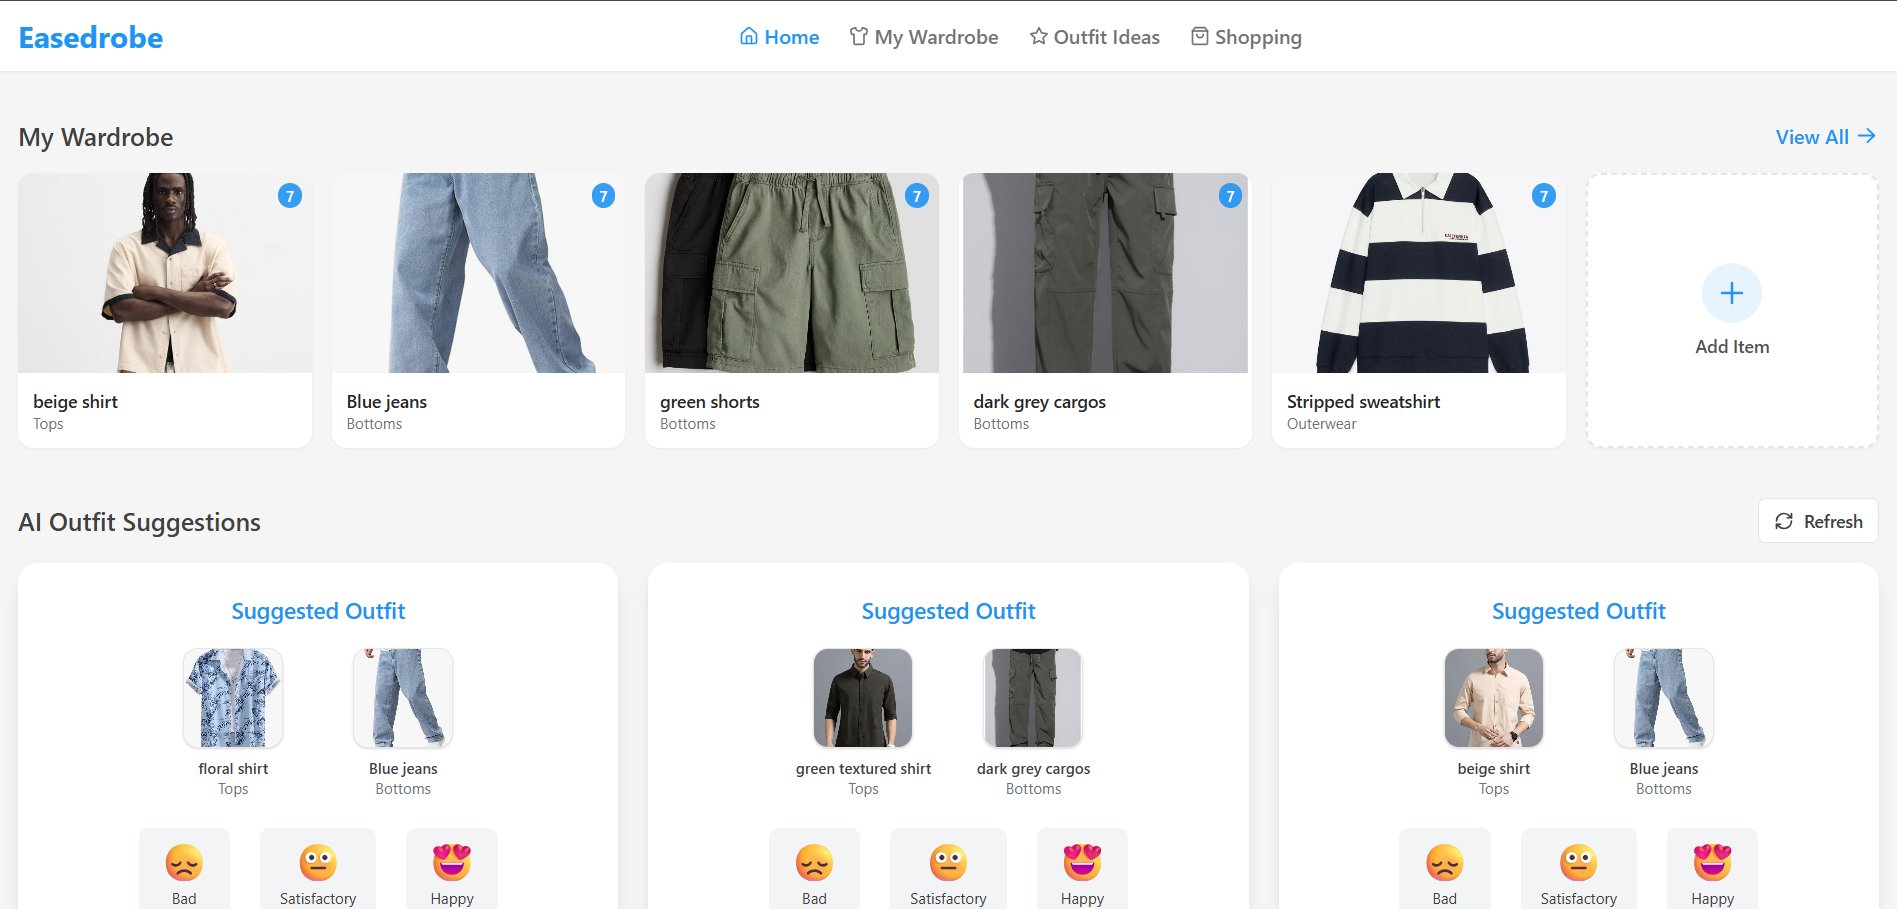 Easedrobe
Home
My Wardrobe
Outfit Ideas
Shopping
My Wardrobe
View All
7
7
7
7
7
beige shirt
Tops
Blue jeans
Bottoms
green shorts
Bottoms
dark grey cargos
Bottoms
Stripped sweatshirt
Outerwear
Add Item
AI Outfit Suggestions
Refresh
Suggested Outfit
floral shirt
Tops
Blue jeans
Bottoms
Bad
Satisfactory
Happy
Suggested Outfit
green textured shirt
Tops
dark grey cargos
Bottoms
Bad
Satisfactory
Happy
Suggested Outfit
beige shirt
Tops
Blue jeans
Bottoms
Bad
Satisfactory
Happy